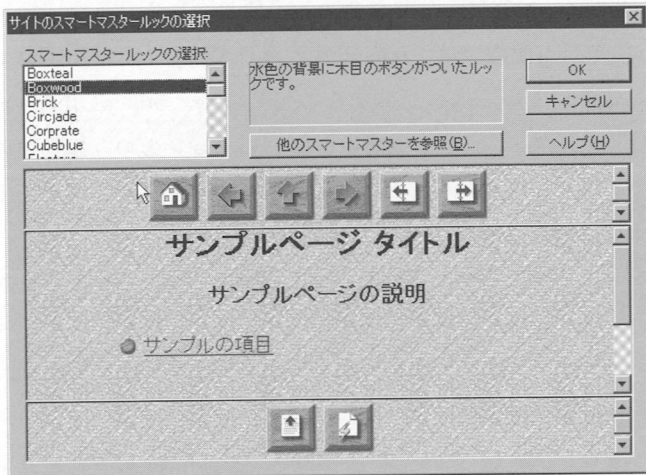 サイトのスマートマスタールックの選択
スマートマスタールックの選択:
Boxteal
Boxwood
Brick
Circjade
Corprate
Cubeblue
水色の背景に木目のボタンがついたルッ
クです。
他のスマートマスターを参照(B)...
OK
キャンセル
ヘルプ(H)
サンプルページ タイトル
サンプルページの説明
サンプルの項目